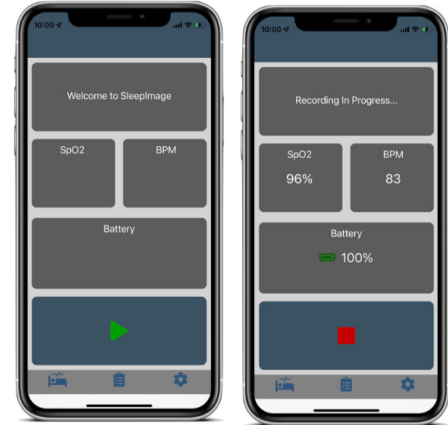 10:00
Welcome to SleepImage
SpO2
BPM
Battery
10:00
Recording In Progress...
SpO2
BPM
96%
83
Battery
100%